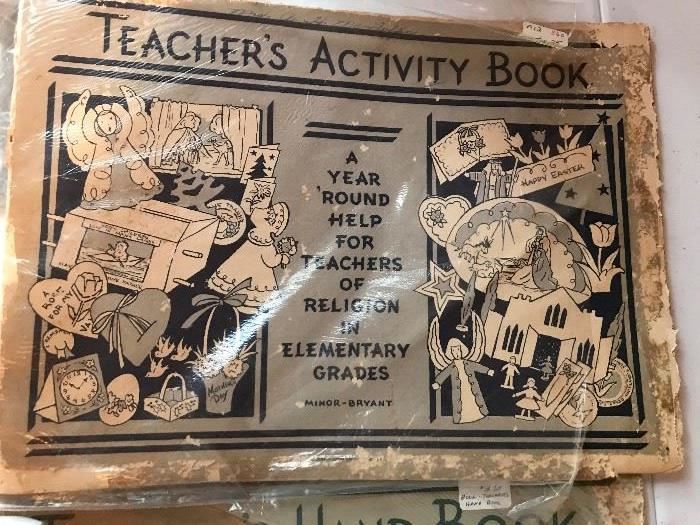 TEACHER'S ACTIVITY BOOK
A
YEAR
'ROUND
HELP
FOR
TEACHERS
OF
RELIGION
IN
ELEMENTARY
GRADES
MINOR-BRYANT
HAPPY EASTER
Mother's
Day
HAND BOOK